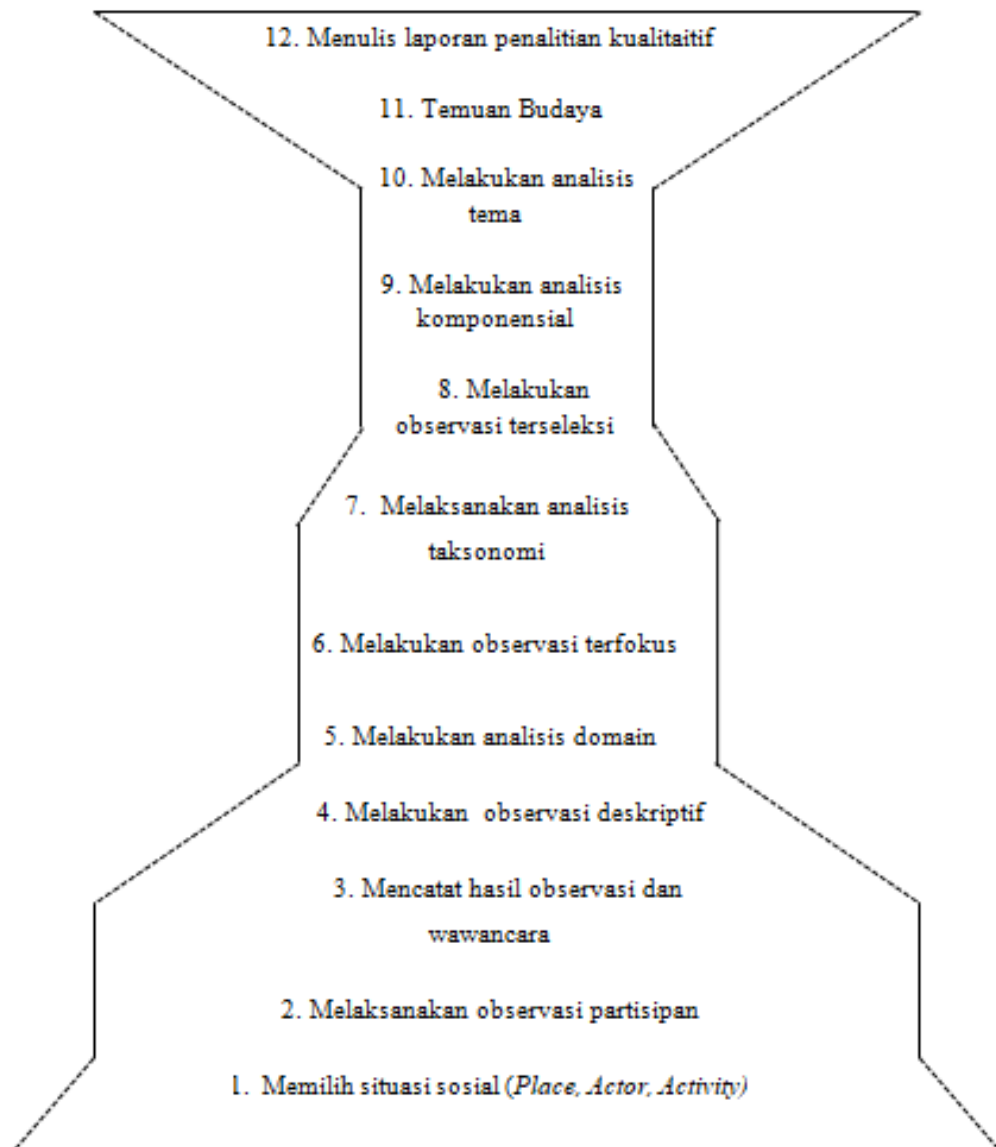 12. Menulis laporan penalitian kualitaitif
11. Temuan Budaya
10. Melakukan analisis
tema
9. Melakukan analisis
komponensial
8. Melakukan
observasi terseleksi
7. Melaksanakan analisis
taksonomi
6. Melakukan observasi terfokus
5. Melakukan analisis domain
4. Melakukan observasi deskriptif
3. Mencatat hasil observasi dan
wawancara
2. Melaksanakan observasi partisipan
1. Memilih situasi sosial (Place, Actor, Activity)